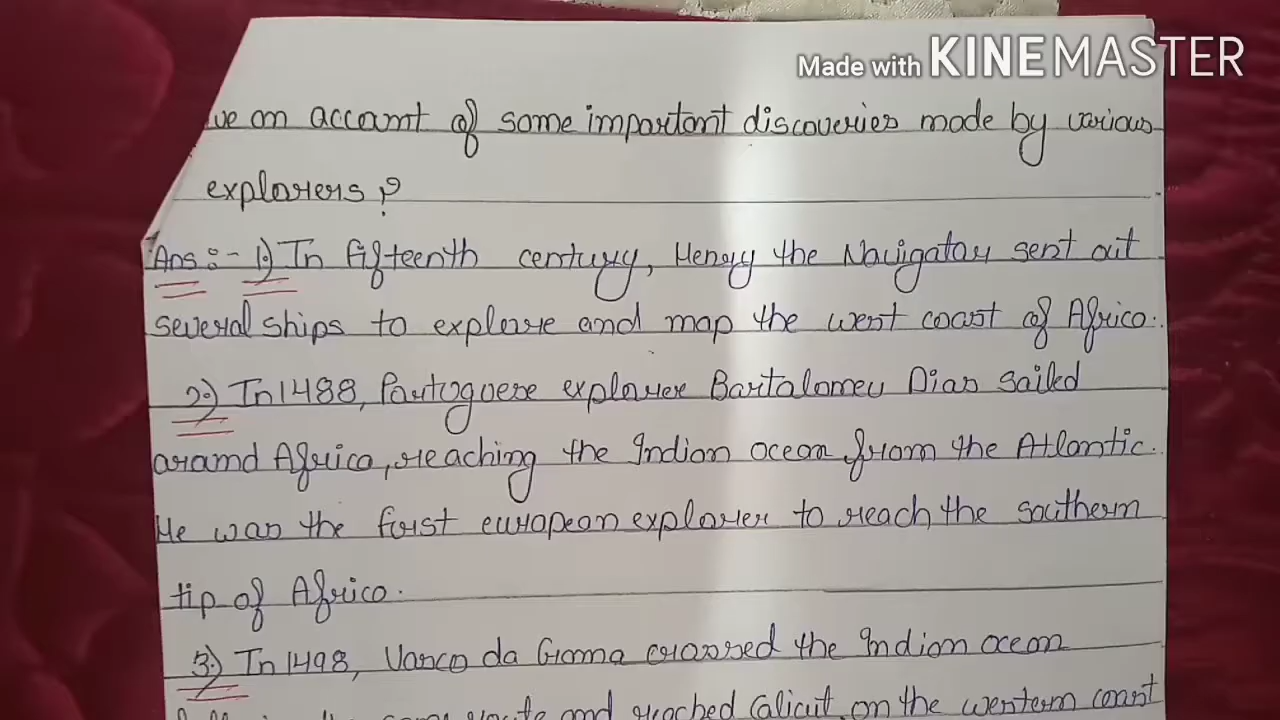 Made with KINEMASTER
ve an account of some important discoveries made by various
explorers?
Ans:- 1.) In fifteenth century, Henry the Navigator sent out
several ships to explore and map the west coast of Africa.
2.) In 1488, Portuguese explorer Bartalomeu Dias sailed
around Africa, reaching the Indian ocean from the Atlantic.
He was the first european explorer to reach the southern
tip of Africa.
3.) In 1498, Vasco da Gama crossed the Indian ocean
the same route and reached Calicut on the western coast